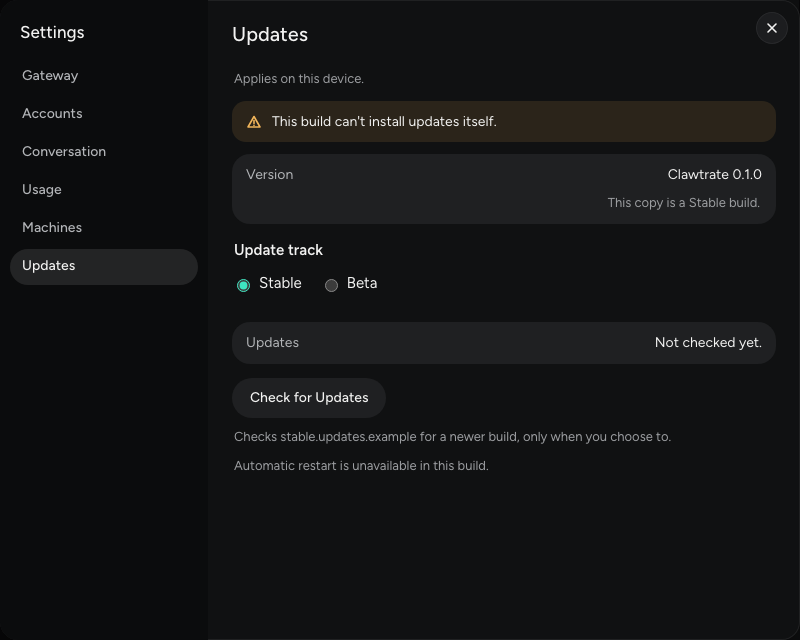 Settings
Gateway
Accounts
Conversation
Usage
Machines
Updates
Updates
Applies on this device.
This build can't install updates itself.
Version
Clawtrate 0.1.0
This copy is a Stable build.
Update track
Stable
Beta
Updates
Not checked yet.
Check for Updates
Checks stable.updates.example for a newer build, only when you choose to.
Automatic restart is unavailable in this build.